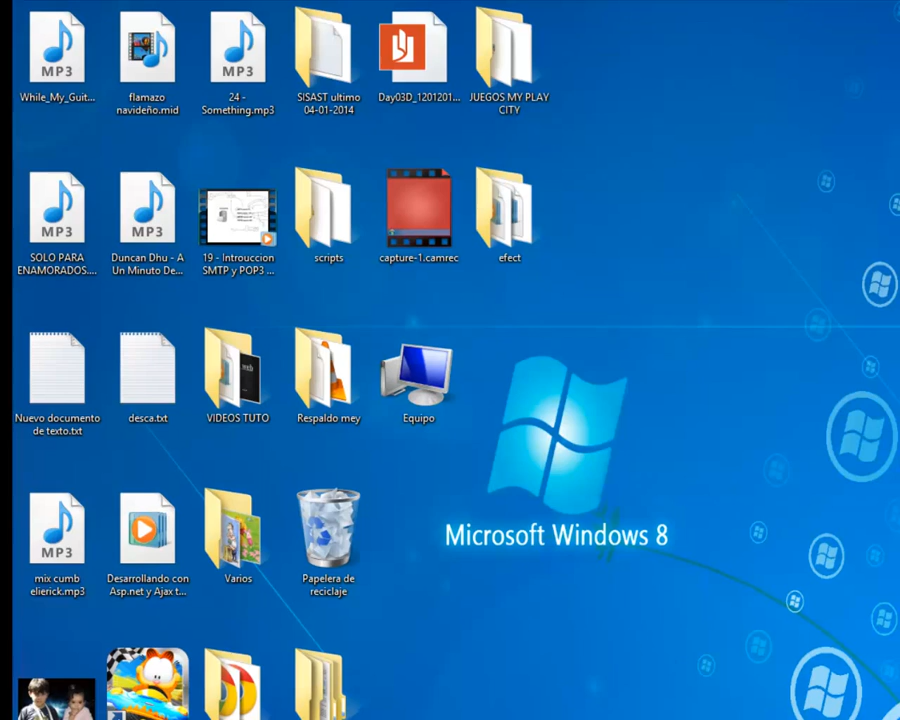 MP3
While_My_Guit...
flamazo
navideño.mid
MP3
24 -
Something.mp3
SISAST ultimo
04-01-2014
Day03D_1201201...
JUEGOS MY PLAY
CITY
MP3
SOLO PARA
ENAMORADOS....
MP3
Duncan Dhu - A
Un Minuto De...
19 - Introuccion
SMTP y POP3 ...
scripts
capture-1.camrec
efect
Nuevo documento
de texto.txt
desca.txt
VIDEOS TUTO
Respaldo mey
Equipo
Microsoft Windows 8
MP3
mix cumb
elierick.mp3
Desarrollando con
Asp.net y Ajax t...
Varios
Papelera de
reciclaje